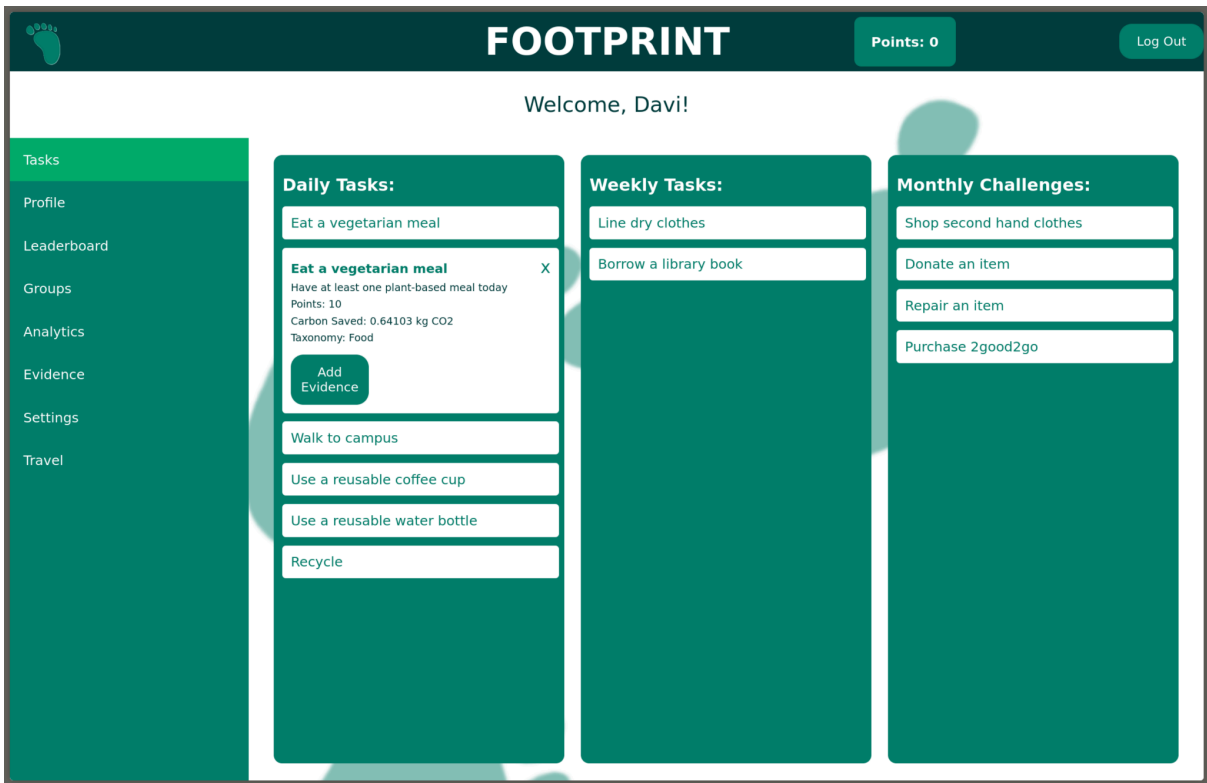 FOOTPRINT
Points: 0
Log Out
Welcome, Davi!
Tasks
Profile
Leaderboard
Groups
Analytics
Evidence
Settings
Travel
Daily Tasks:
Eat a vegetarian meal
Eat a vegetarian meal
X
Have at least one plant-based meal today
Points: 10
Carbon Saved: 0.64103 kg CO2
Taxonomy: Food
Add
Evidence
Walk to campus
Use a reusable coffee cup
Use a reusable water bottle
Recycle
Weekly Tasks:
Line dry clothes
Borrow a library book
Monthly Challenges:
Shop second hand clothes
Donate an item
Repair an item
Purchase 2good2go